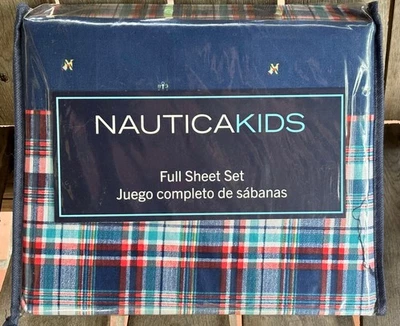 NAUTICAKIDS
Full Sheet Set
Juego completo de sábanas